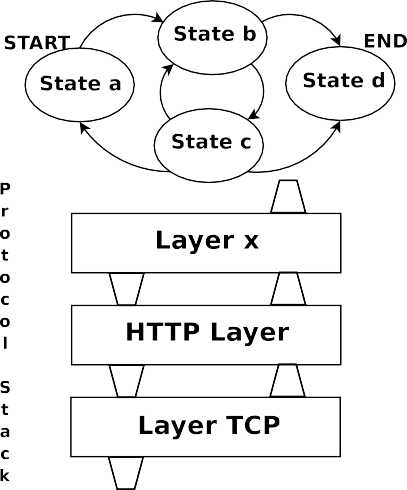 START
END
State a
State b
State c
State d
Protocol Stack
Layer x
HTTP Layer
Layer TCP